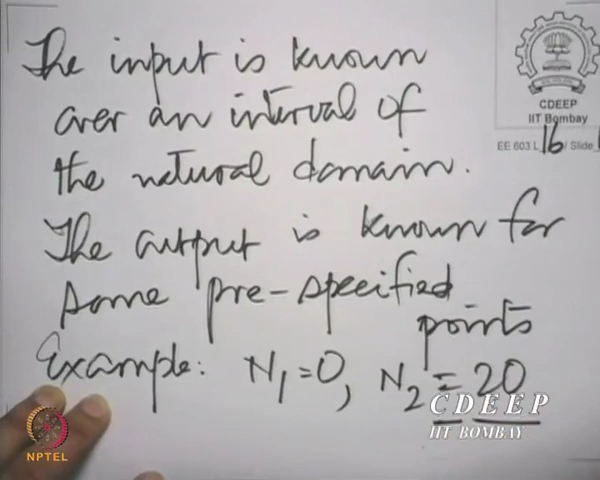 The input is known
over an interval of
the natural domain.
The output is known for
some pre-specified
points
Example: N1=0, N2=20
CDEEP
IIT Bombay
EE 603 L 16 / Slide
CDEEP
IIT BOMBAY
NPTEL